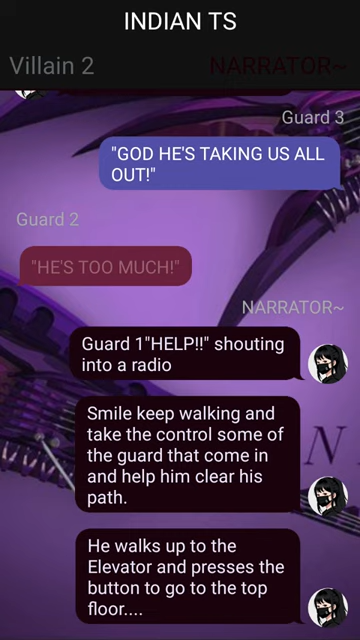 INDIAN TS
Villain 2
NARRATOR~
Guard 3
"GOD HE'S TAKING US ALL
OUT!"
Guard 2
"HE'S TOO MUCH!"
NARRATOR~
Guard 1"HELP!!" shouting
into a radio
Smile keep walking and
take the control some of
the guard that come in
and help him clear his
path.
He walks up to the
Elevator and presses the
button to go to the top
floor....
N